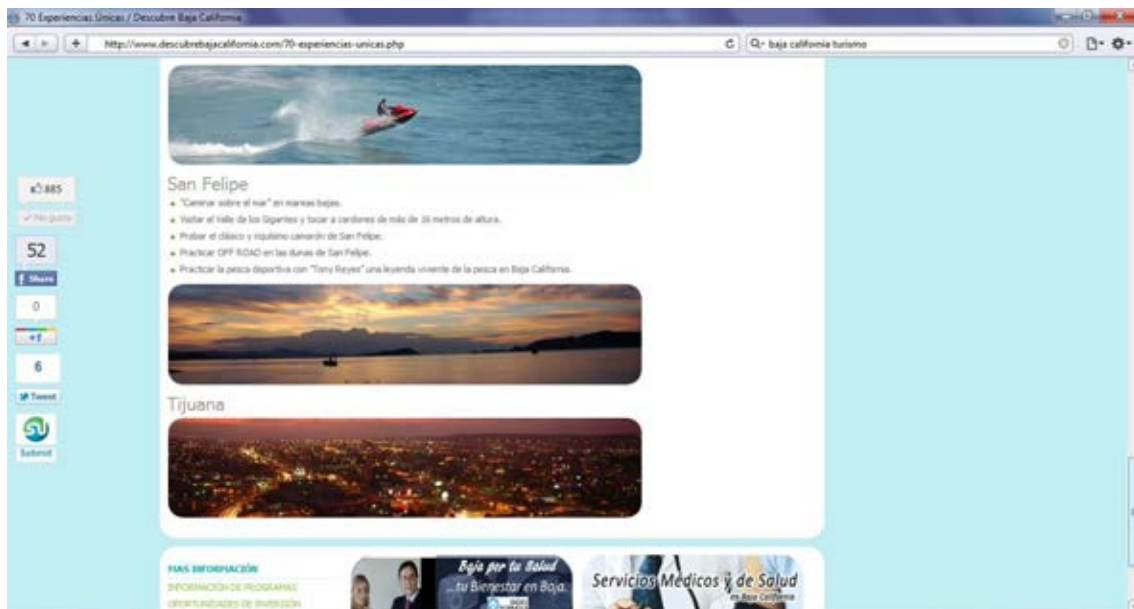 70 Experiencias Únicas / Descubre Baja California
http://www.descubrebajacalifornia.com/70-experiencias-unicas.php
baja california turismo
885
No gusta
52
Share
0
+1
6
Tweet
Submit
San Felipe
"Caminar sobre el mar" en mareas bajas.
Visitar el Valle de los Gigantes y tocar a cardones de más de 16 metros de altura.
Probar el clásico y riquísimo camarón de San Felipe.
Practicar OFF ROAD en las dunas de San Felipe.
Practicar la pesca deportiva con "Tony Reyes" una leyenda viviente de la pesca en Baja California.
Tijuana
MAS INFORMACIÓN
INFORMACIÓN DE PROGRAMAS
OPORTUNIDADES DE INVERSIÓN
Baja por tu Salud
...tu Bienestar en Baja.
Servicios Médicos y de Salud
en Baja California